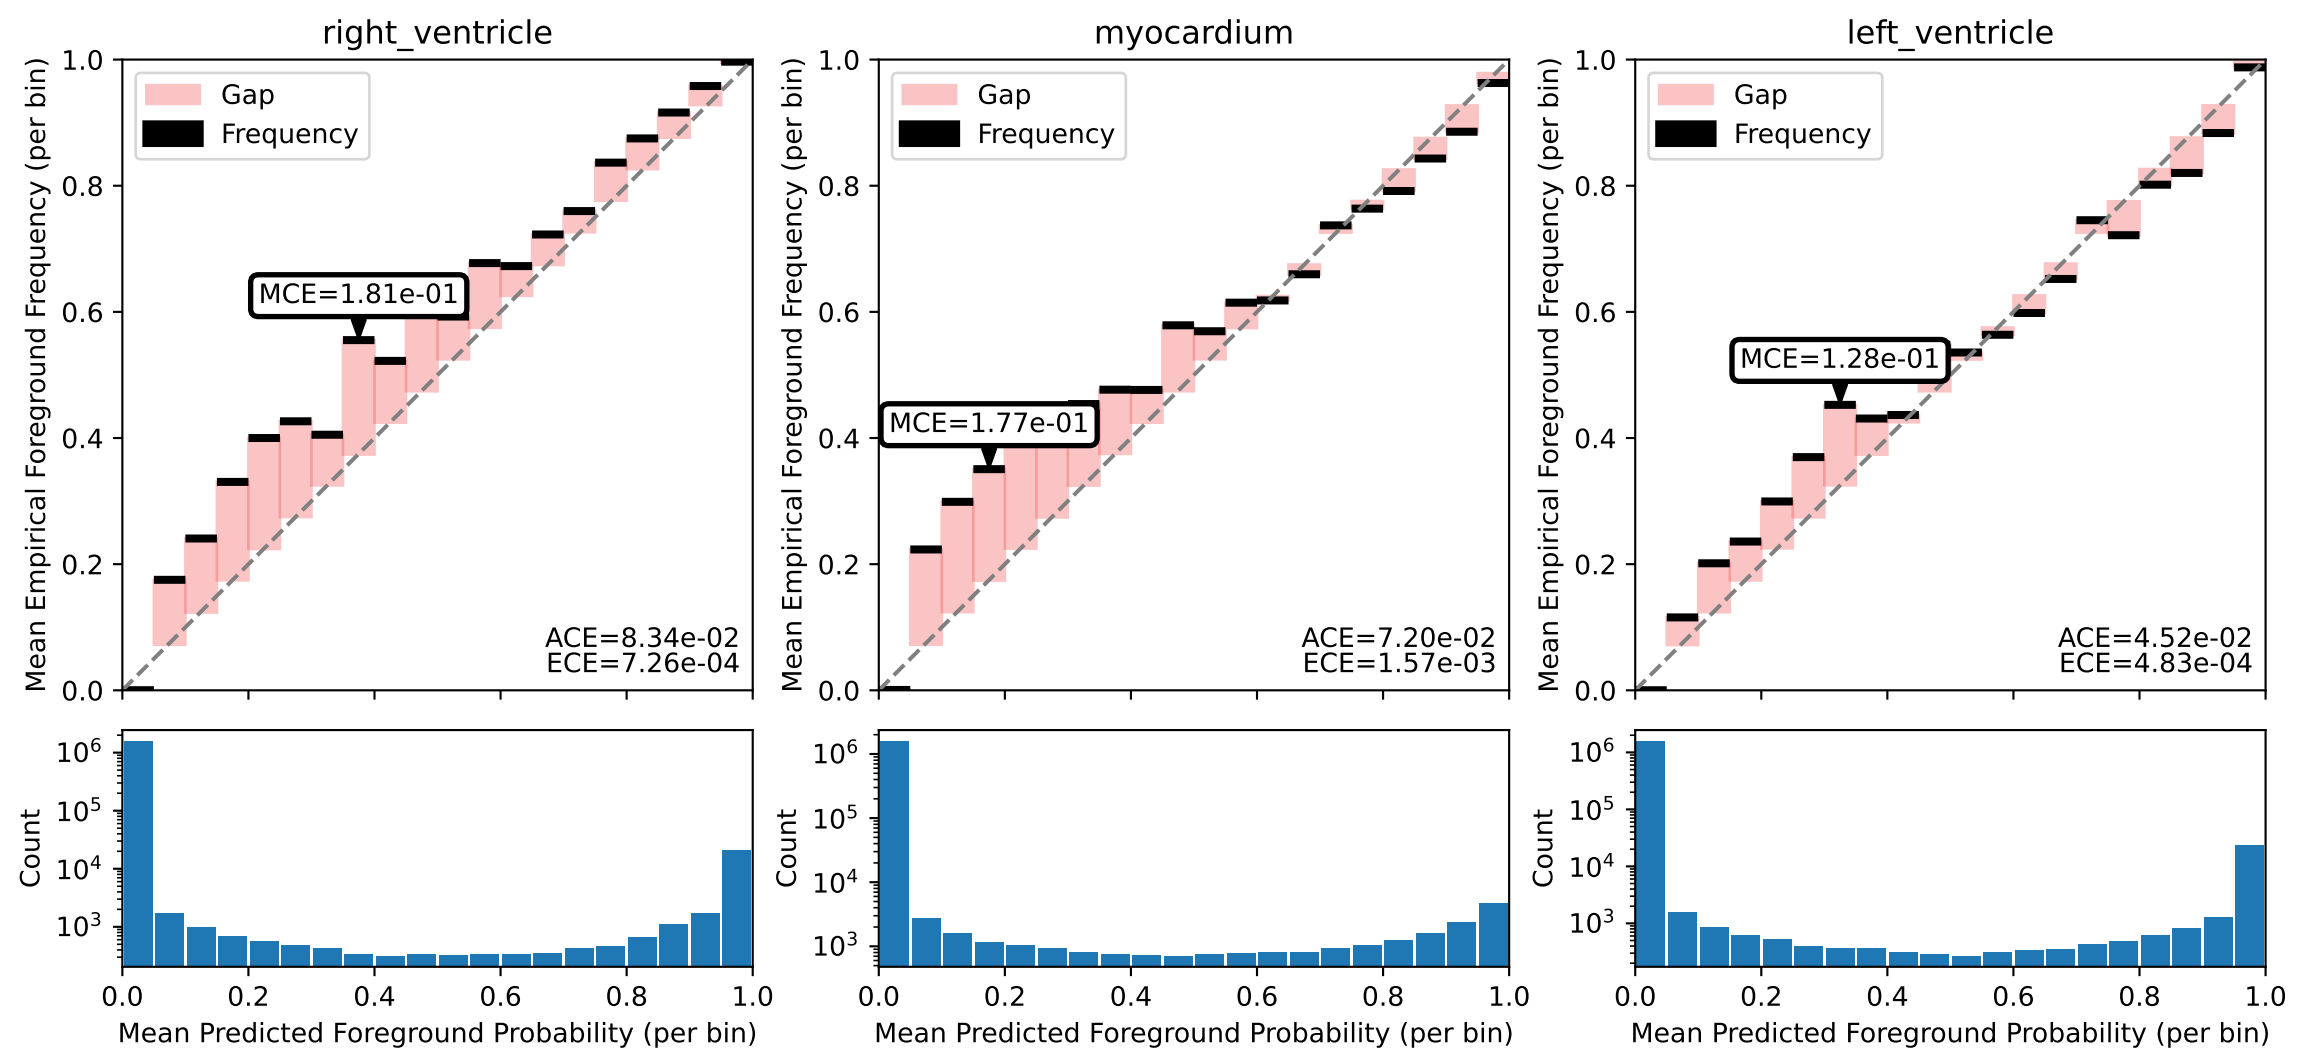 right_ventricle
Mean Empirical Foreground Frequency (per bin)
1.0
0.8
0.6
0.4
0.2
0.0
Gap
Frequency
MCE=1.81e-01
ACE=8.34e-02
ECE=7.26e-04
Count
10⁶
10⁵
10⁴
10³
0.0 0.2 0.4 0.6 0.8 1.0
Mean Predicted Foreground Probability (per bin)
myocardium
Mean Empirical Foreground Frequency (per bin)
1.0
0.8
0.6
0.4
0.2
0.0
Gap
Frequency
MCE=1.77e-01
ACE=7.20e-02
ECE=1.57e-03
Count
10⁶
10⁵
10⁴
10³
0.0 0.2 0.4 0.6 0.8 1.0
Mean Predicted Foreground Probability (per bin)
left_ventricle
Mean Empirical Foreground Frequency (per bin)
1.0
0.8
0.6
0.4
0.2
0.0
Gap
Frequency
MCE=1.28e-01
ACE=4.52e-02
ECE=4.83e-04
Count
10⁶
10⁵
10⁴
10³
0.0 0.2 0.4 0.6 0.8 1.0
Mean Predicted Foreground Probability (per bin)